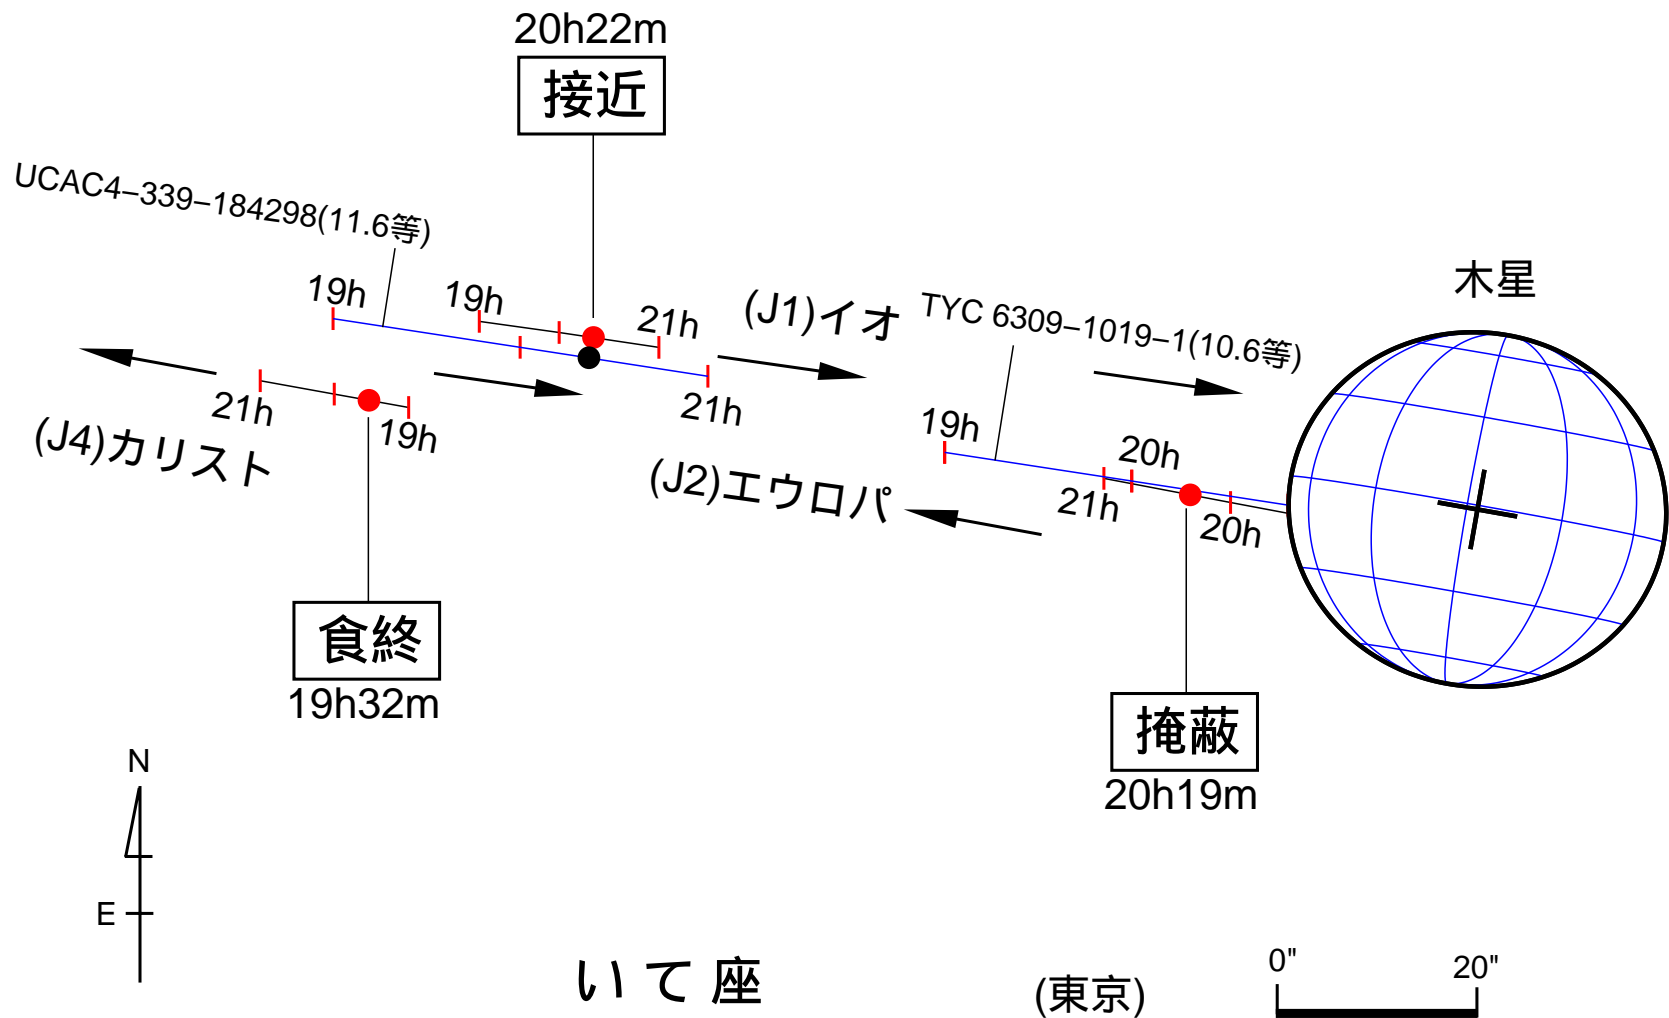 20h22m
接近
UCAC4−339−184298(11.6等)
19h
19h
21h
(J1)イオ
TYC 6309−1019−1(10.6等)
木星
21h
19h
(J4)カリスト
21h
(J2)エウロパ
19h
20h
21h
20h
食終
19h32m
掩蔽
20h19m
N
E
いて座
(東京)
0"
20"